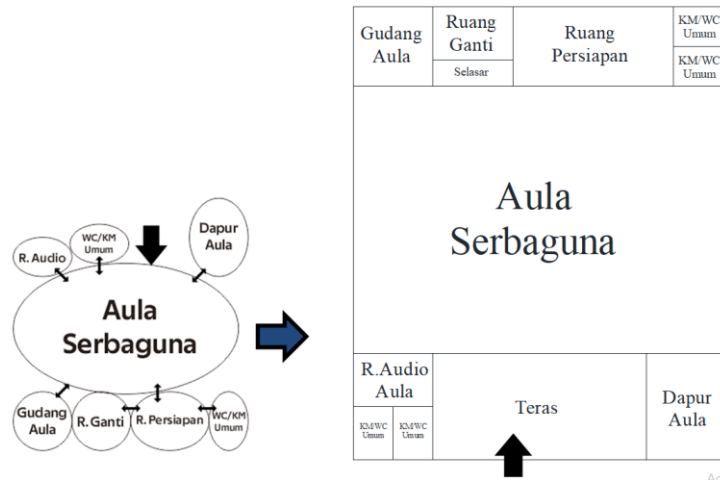 WC/KM
Umum
R. Audio
Dapur
Aula
Aula
Serbaguna
Gudang
Aula
R. Ganti
R. Persiapan
WC/KM
Umum
Gudang
Aula
Ruang
Ganti
Selasar
Ruang
Persiapan
KM/WC
Umum
KM/WC
Umum
Aula
Serbaguna
R.Audio
Aula
KM/WC
Umum
KM/WC
Umum
Teras
Dapur
Aula